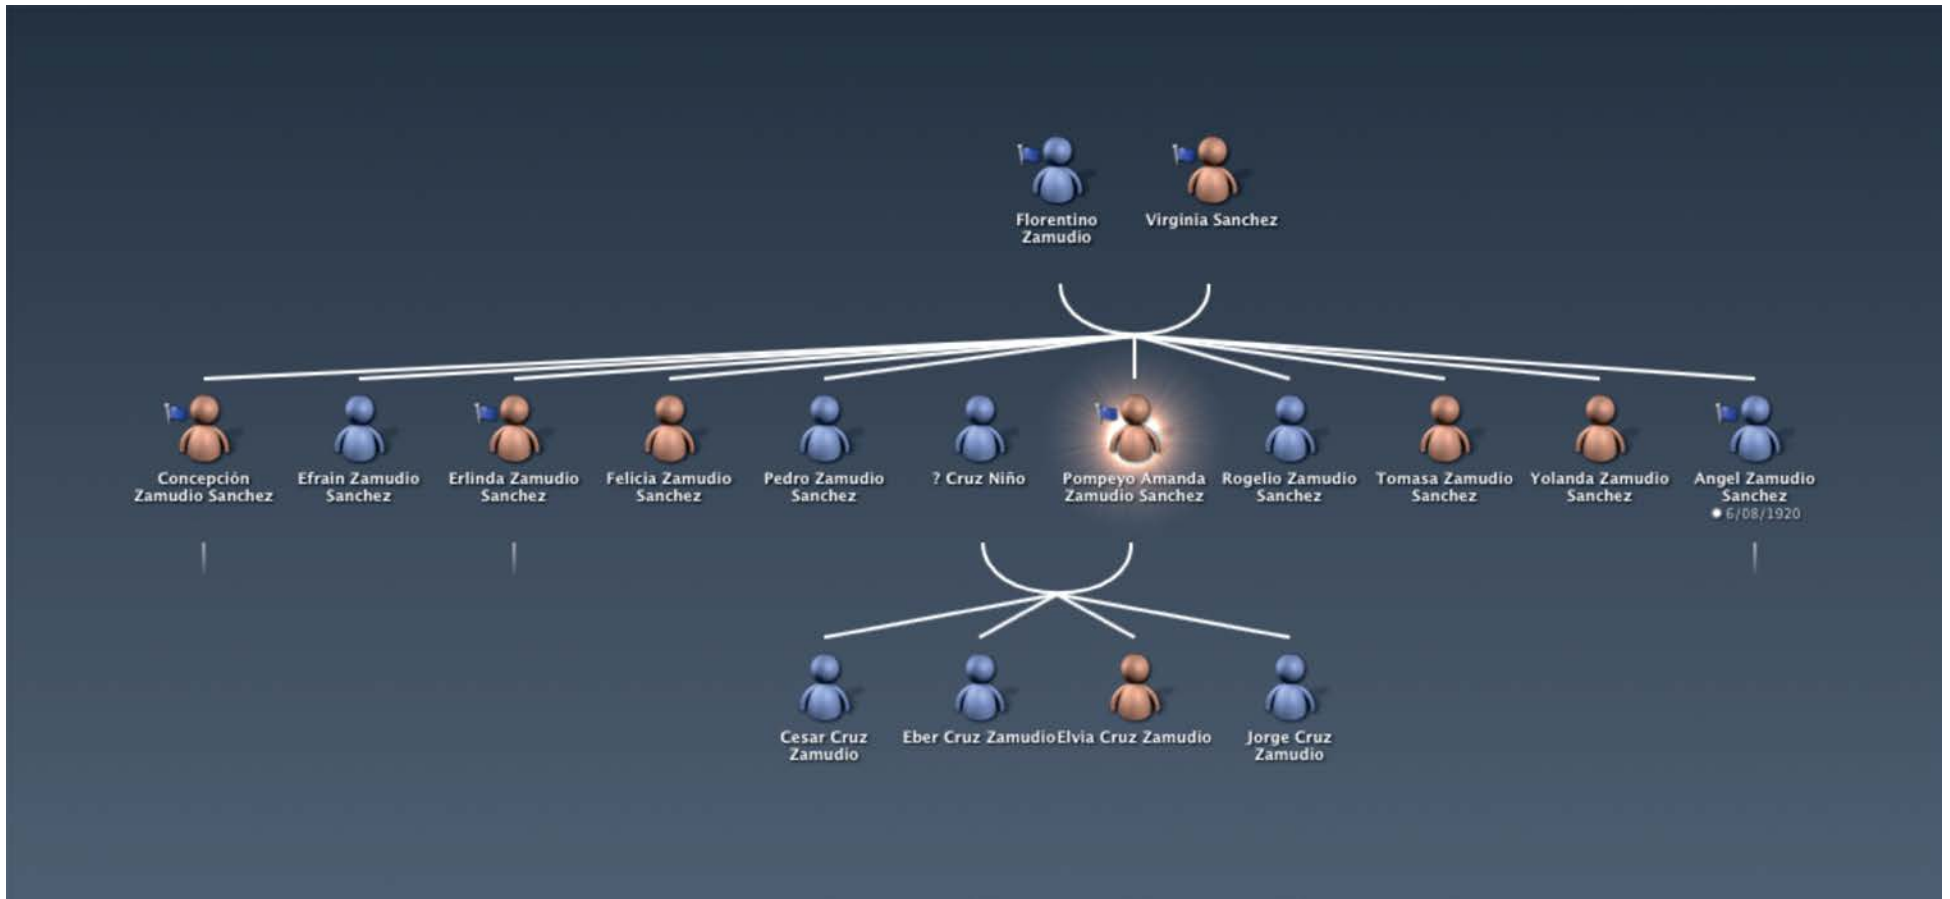 Florentino
Zamudio
Virginia Sanchez
Concepción
Zamudio Sanchez
Efrain Zamudio
Sanchez
Erlinda Zamudio
Sanchez
Felicia Zamudio
Sanchez
Pedro Zamudio
Sanchez
? Cruz Niño
Pompeyo Amanda
Zamudio Sanchez
Rogelio Zamudio
Sanchez
Tomasa Zamudio
Sanchez
Yolanda Zamudio
Sanchez
Angel Zamudio
Sanchez
6/08/1920
Cesar Cruz
Zamudio
Eber Cruz Zamudio
Elvia Cruz Zamudio
Jorge Cruz
Zamudio